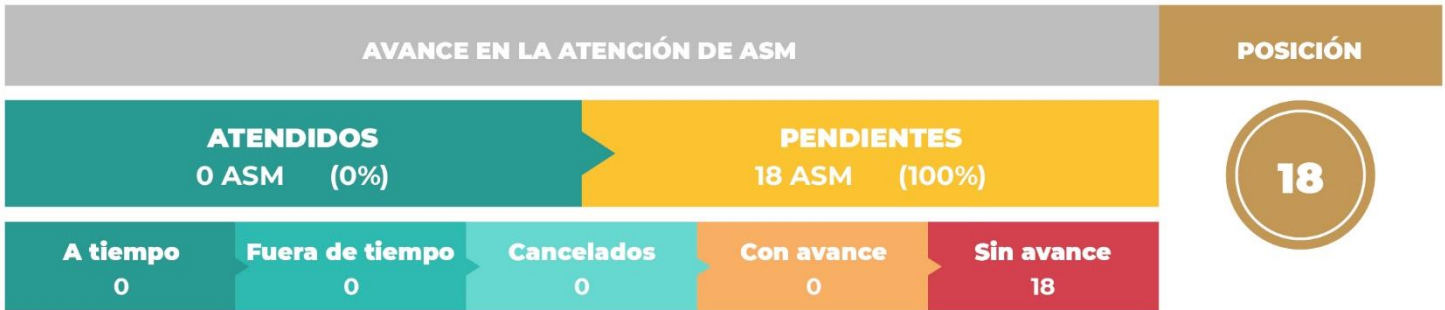 AVANCE EN LA ATENCIÓN DE ASM
POSICIÓN
ATENDIDOS
0 ASM (0%)
PENDIENTES
18 ASM (100%)
18
A tiempo
0
Fuera de tiempo
0
Cancelados
0
Con avance
0
Sin avance
18